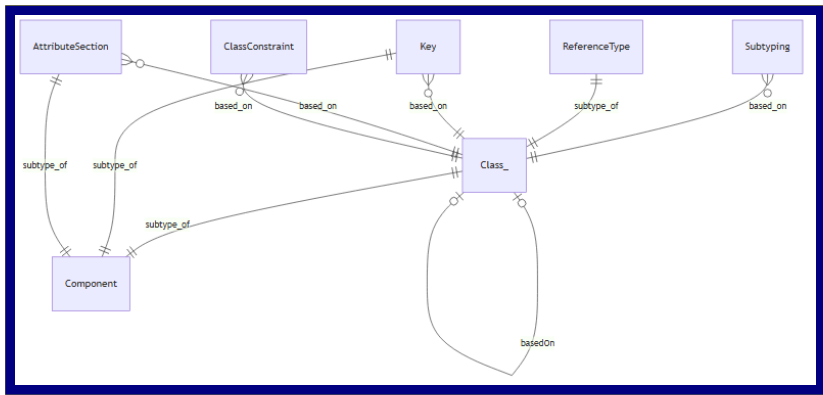 AttributeSection
ClassConstraint
Key
ReferenceType
Subtyping
based_on
based_on
based_on
subtype_of
based_on
Class_
subtype_of
subtype_of
subtype_of
Component
basedOn